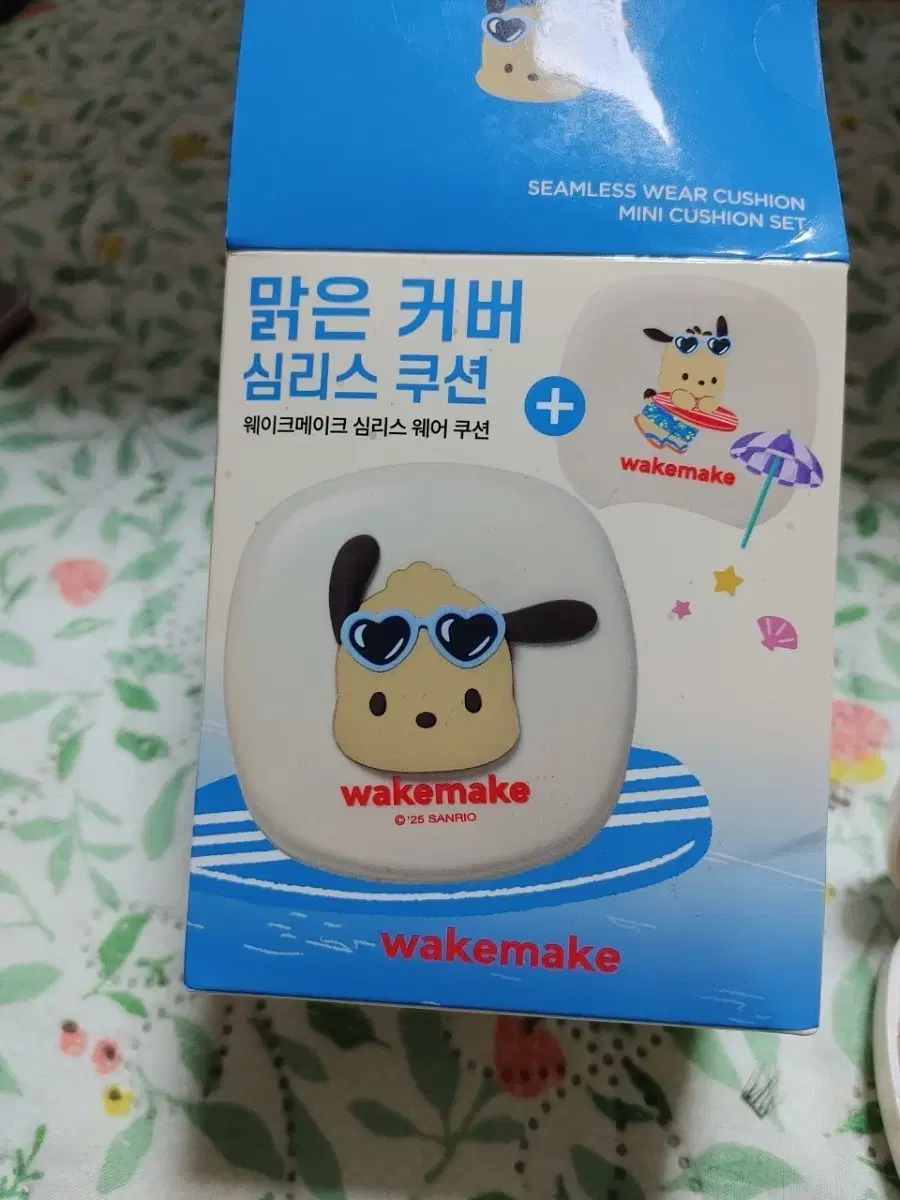 SEAMLESS WEAR CUSHION
MINI CUSHION SET
맑은 커버
심리스 쿠션
웨이크메이크 심리스 웨어 쿠션
+
wakemake
wakemake
©'25 SANRIO
wakemake